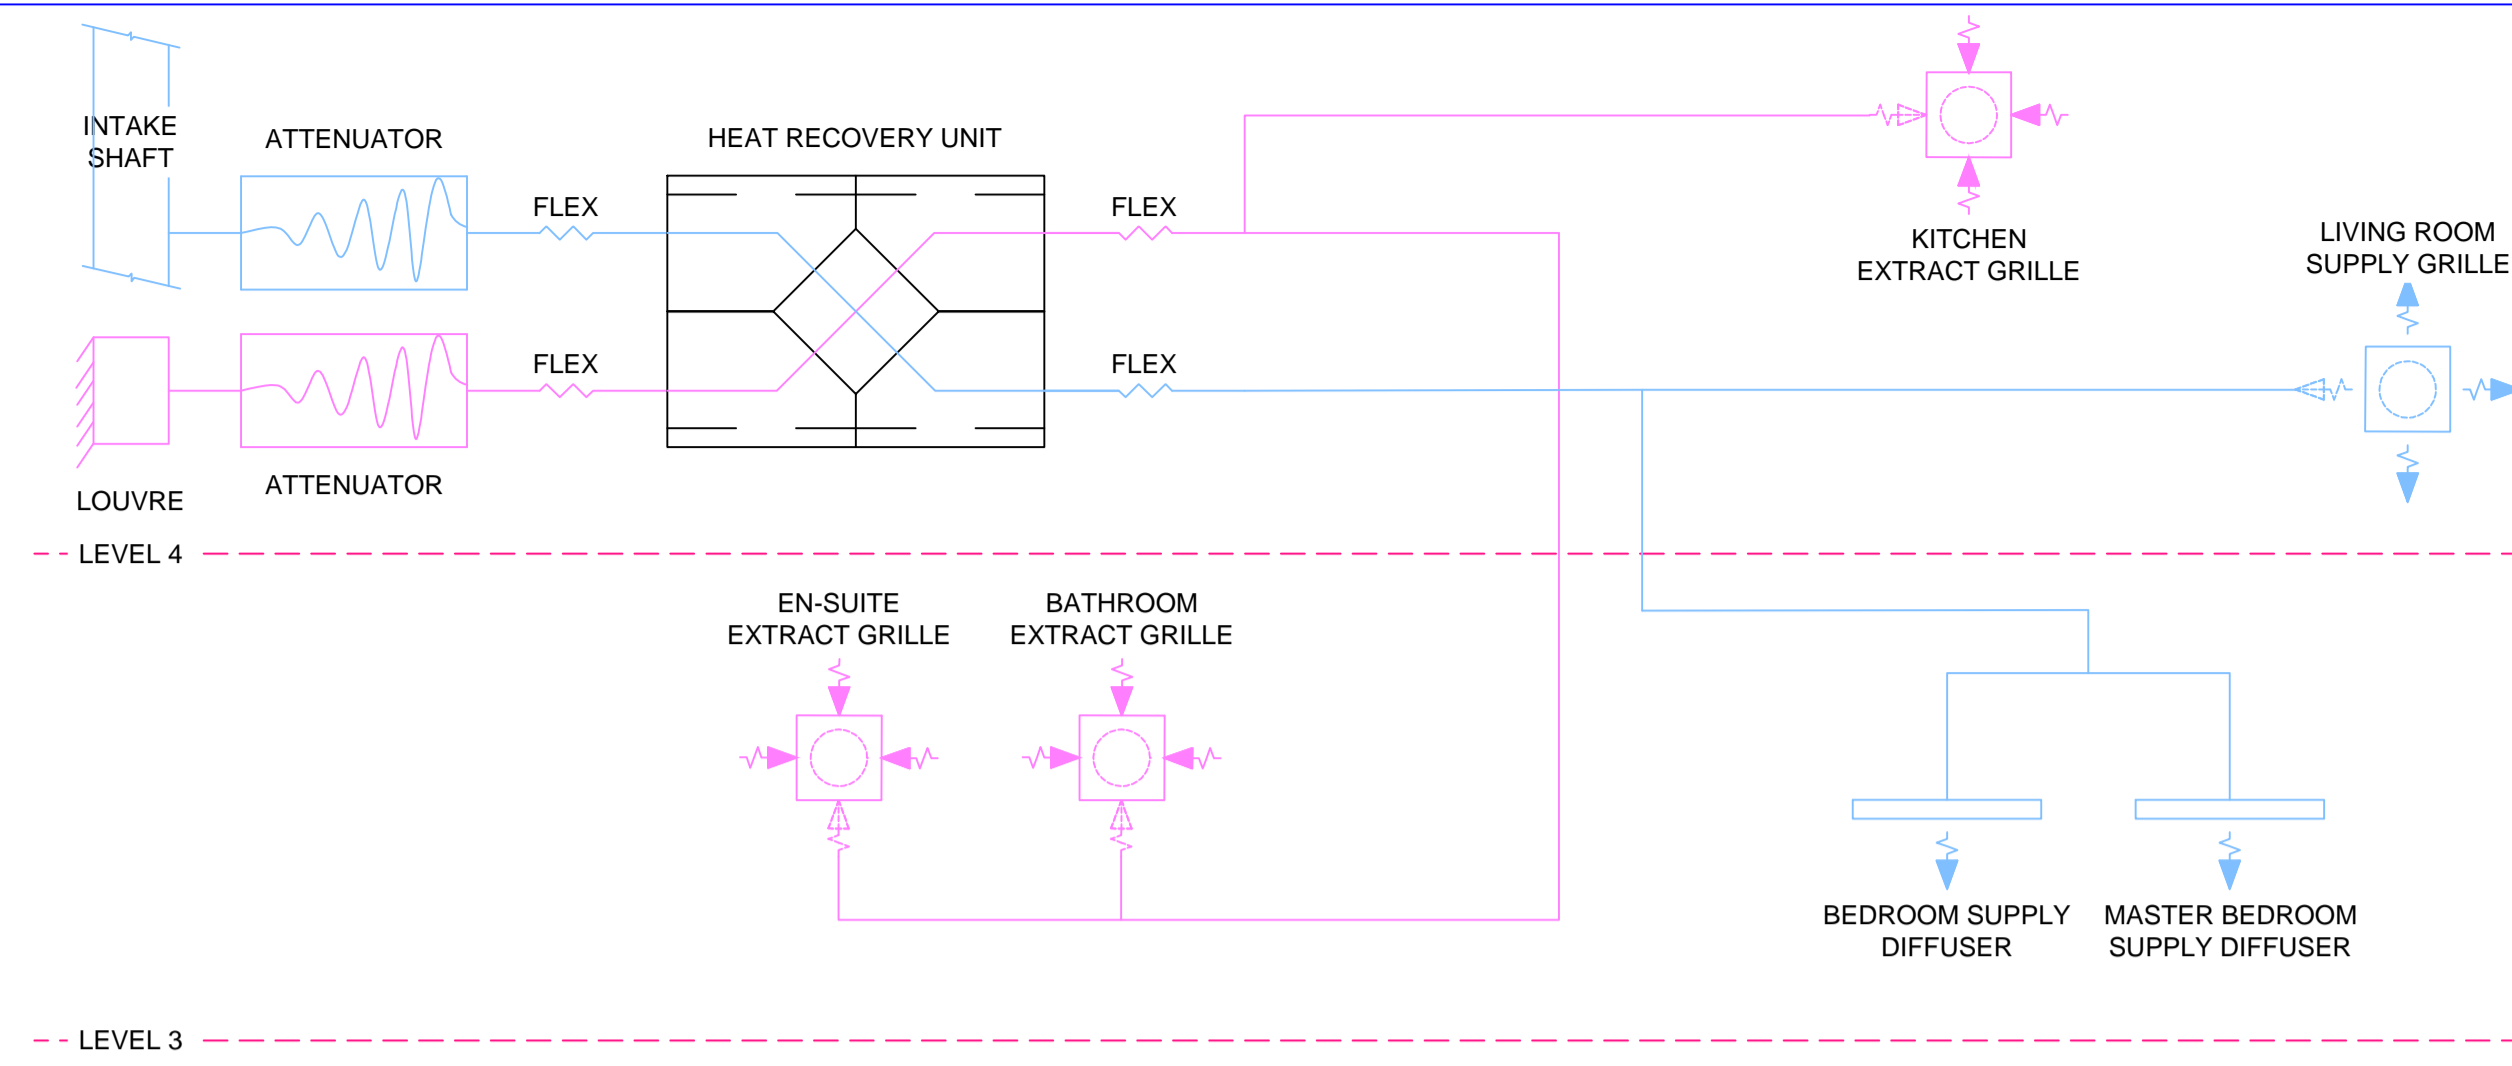 INTAKE
SHAFT
ATTENUATOR
HEAT RECOVERY UNIT
FLEX
FLEX
KITCHEN
EXTRACT GRILLE
LIVING ROOM
SUPPLY GRILLE
FLEX
FLEX
LOUVRE
ATTENUATOR
LEVEL 4
EN-SUITE
EXTRACT GRILLE
BATHROOM
EXTRACT GRILLE
BEDROOM SUPPLY
DIFFUSER
MASTER BEDROOM
SUPPLY DIFFUSER
LEVEL 3